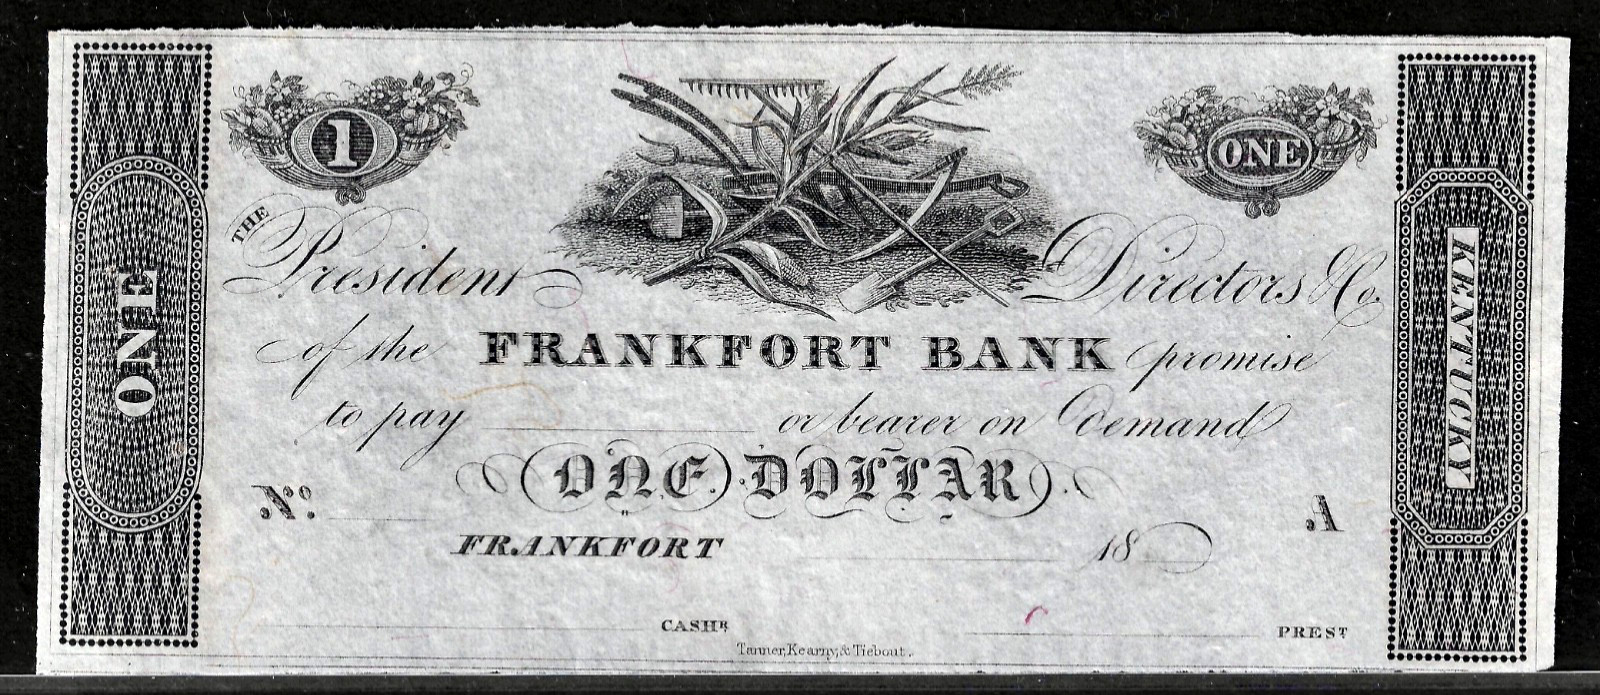 ONE
1
ONE
THE President Directors & Co.
of the FRANKFORT BANK promise
to pay or bearer on Demand
ONE DOLLAR
No. A
FRANKFORT 18
CASHR PREST
Tanner, Kearny, & Tiebout.
KENTUCKY